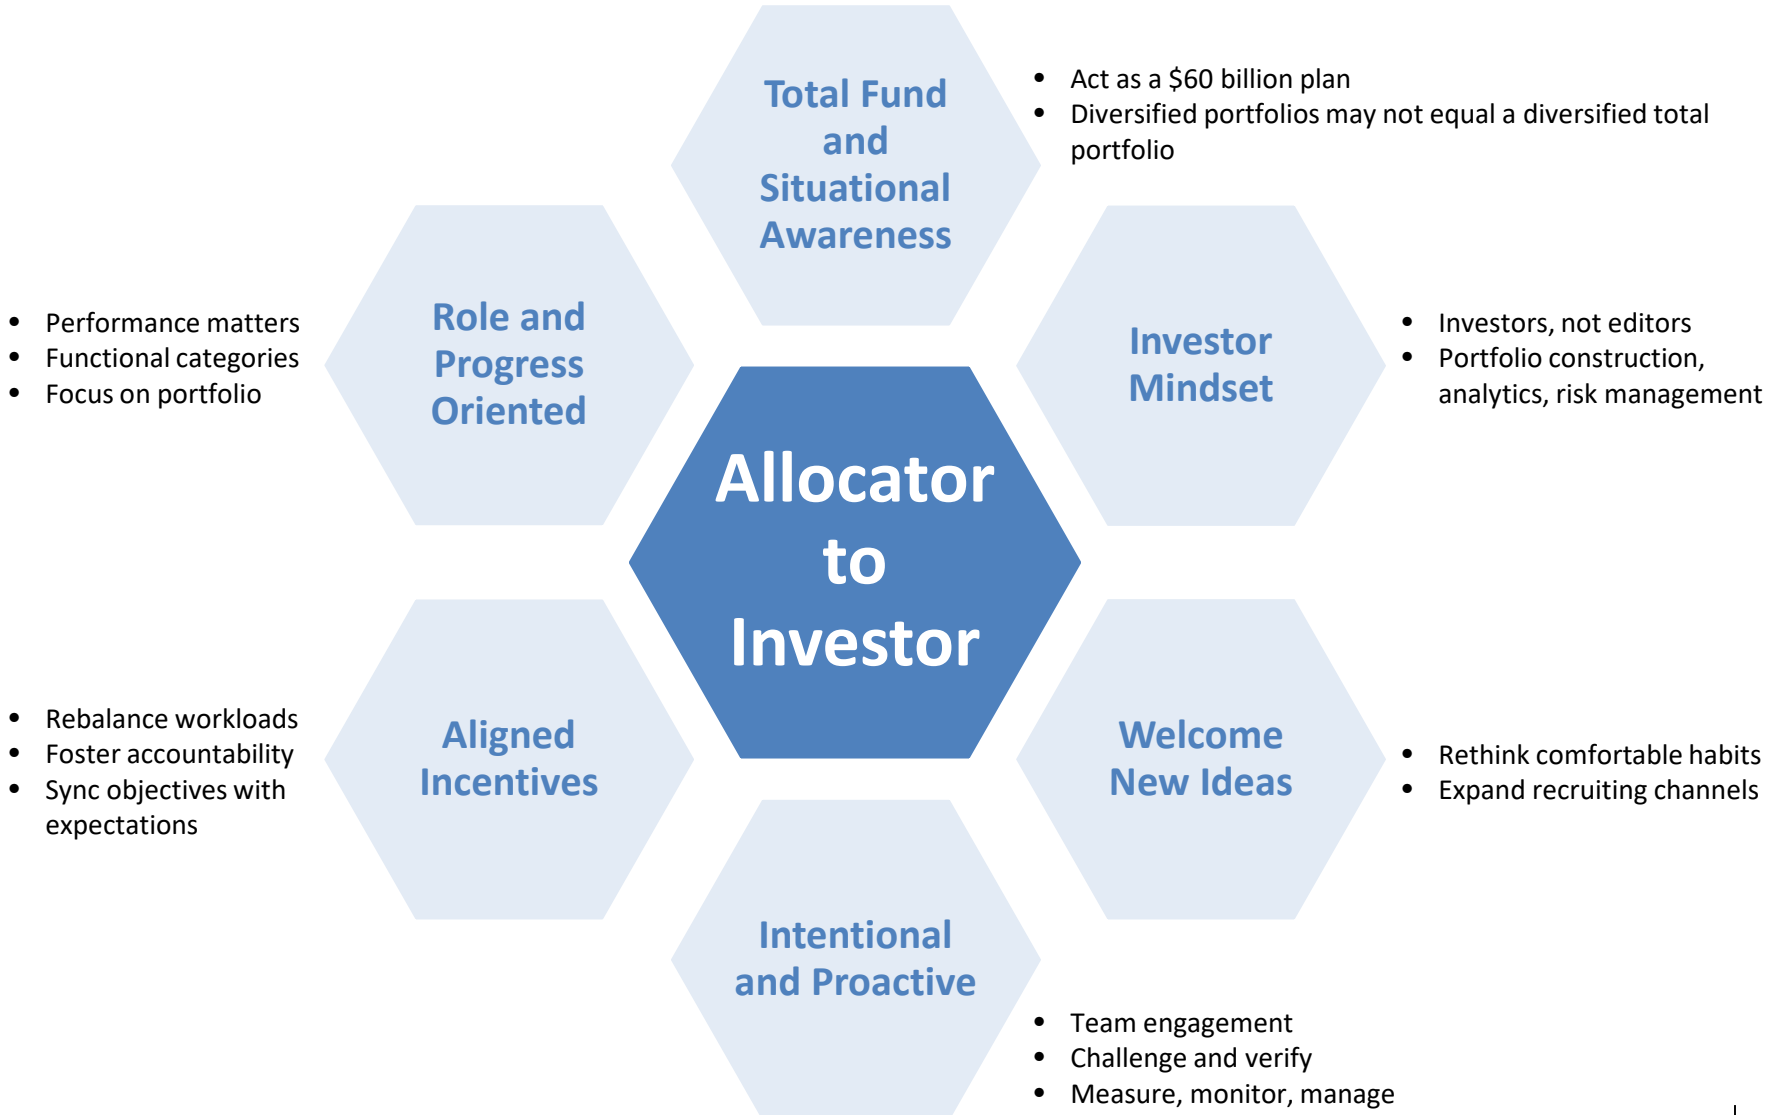 Total Fund
and
Situational
Awareness
• Act as a $60 billion plan
• Diversified portfolios may not equal a diversified total
portfolio
Investor
Mindset
• Investors, not editors
• Portfolio construction,
analytics, risk management
Welcome
New Ideas
• Rethink comfortable habits
• Expand recruiting channels
Intentional
and Proactive
• Team engagement
• Challenge and verify
• Measure, monitor, manage
Aligned
Incentives
• Rebalance workloads
• Foster accountability
• Sync objectives with
expectations
Role and
Progress
Oriented
• Performance matters
• Functional categories
• Focus on portfolio
Allocator
to
Investor